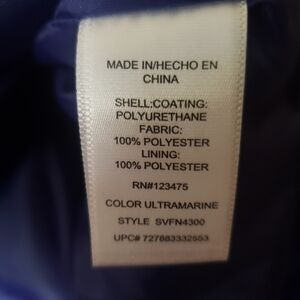 MADE IN/HECHO EN
CHINA
SHELL:COATING:
POLYURETHANE
FABRIC:
100% POLYESTER
LINING:
100% POLYESTER
RN#123475
COLOR ULTRAMARINE
STYLE SVFN4300
UPC# 727683332553